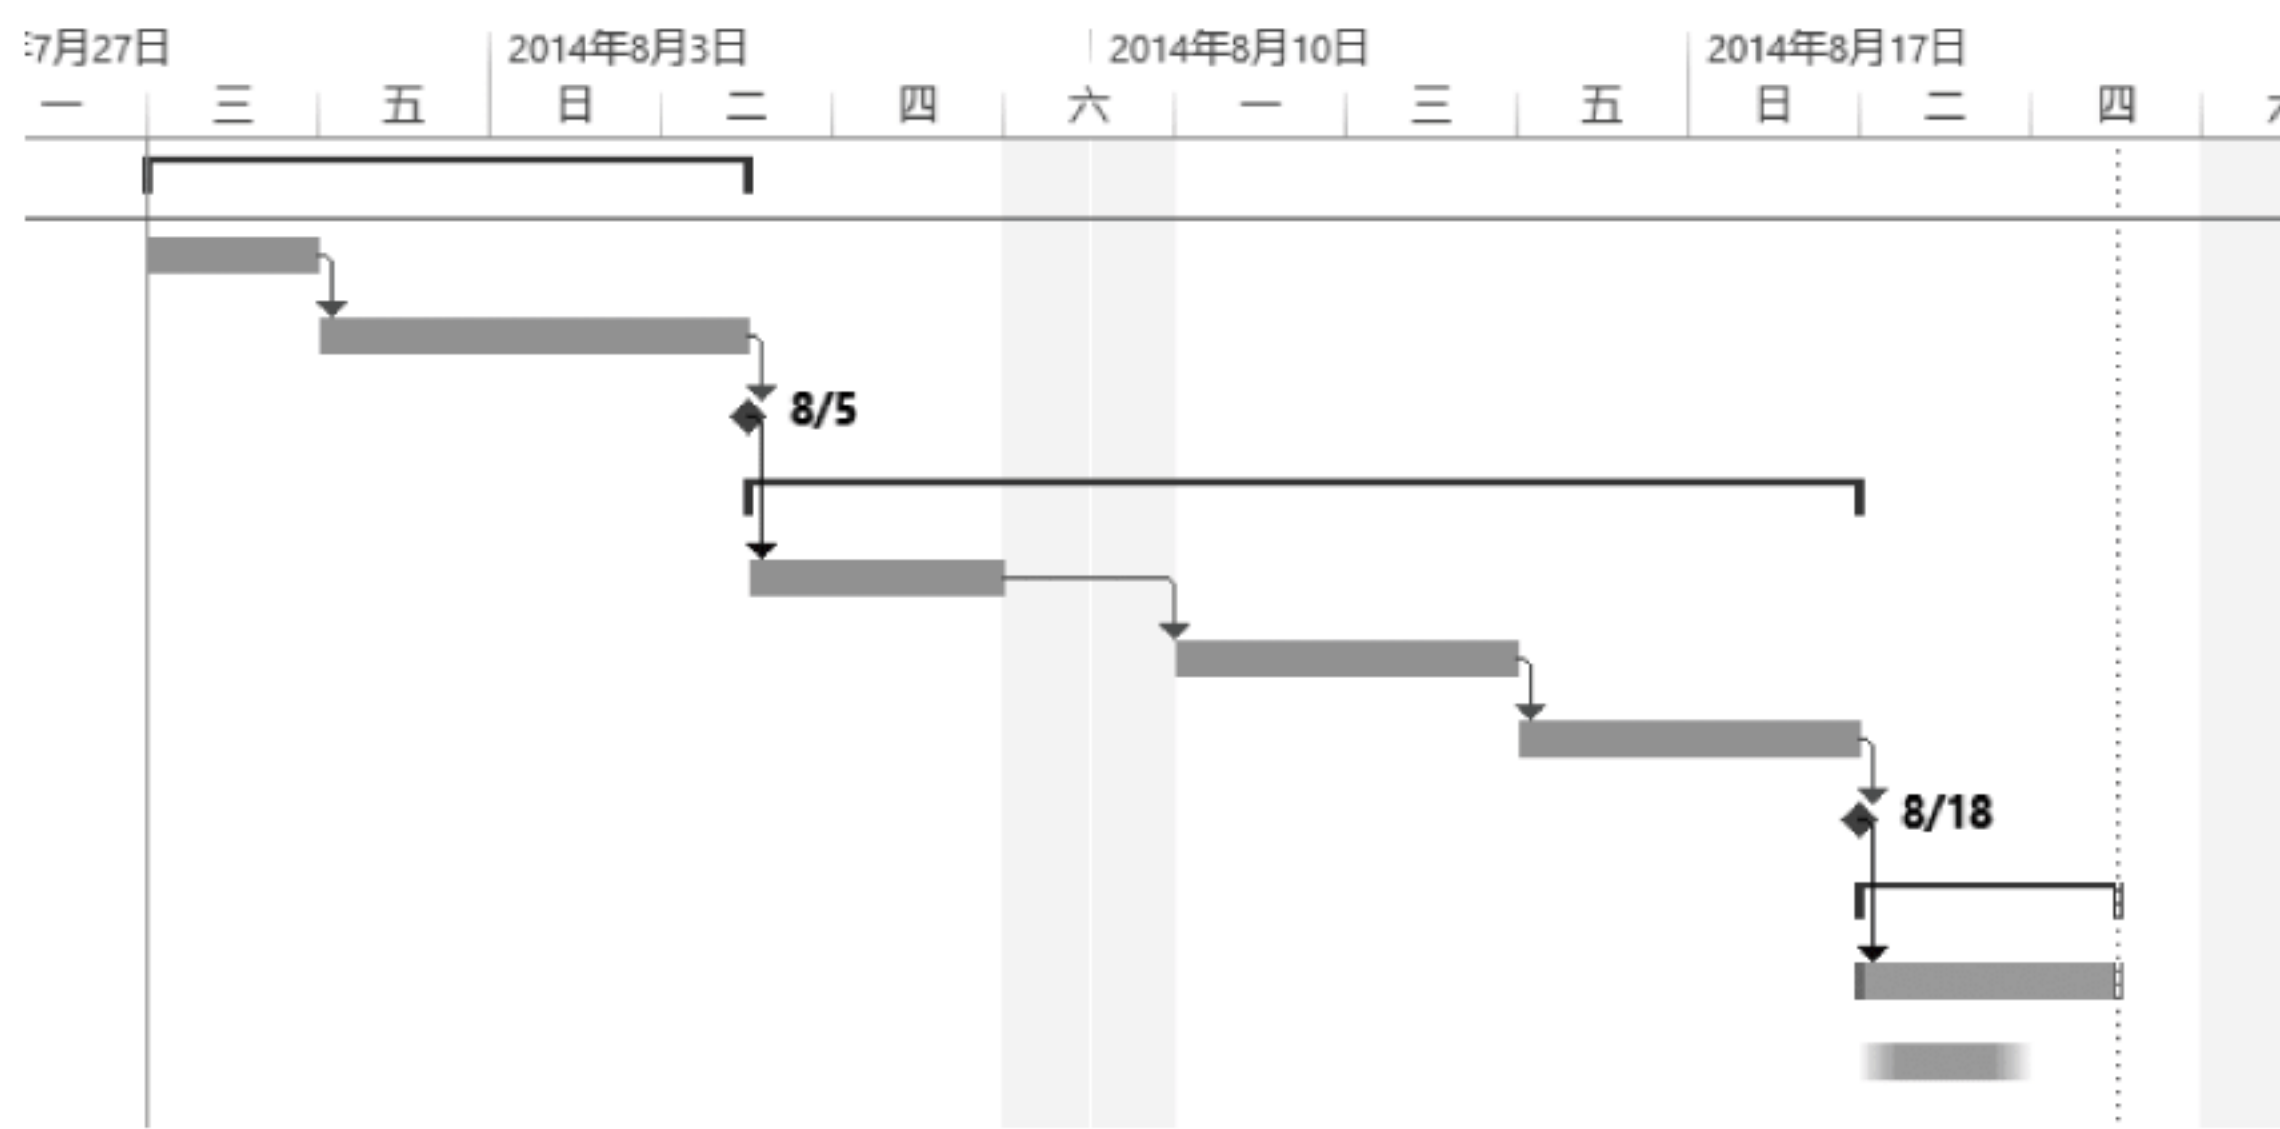 7月27日 2014年8月3日 2014年8月10日 2014年8月17日
一 三 五 日 二 四 六 一 三 五 日 二 四
8/5
8/18